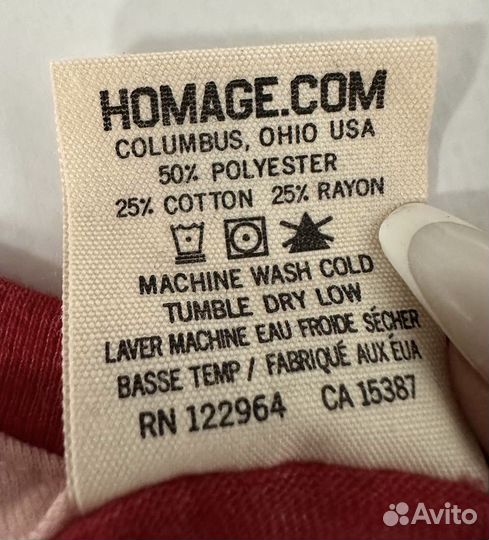 HOMAGE.COM
COLUMBUS, OHIO USA
50% POLYESTER
25% COTTON 25% RAYON
MACHINE WASH COLD
TUMBLE DRY LOW
LAVER MACHINE EAU FROIDE SÉCHER
BASSE TEMP / FABRIQUÉ AUX ÉUA
RN 122964 CA 15387
Avito